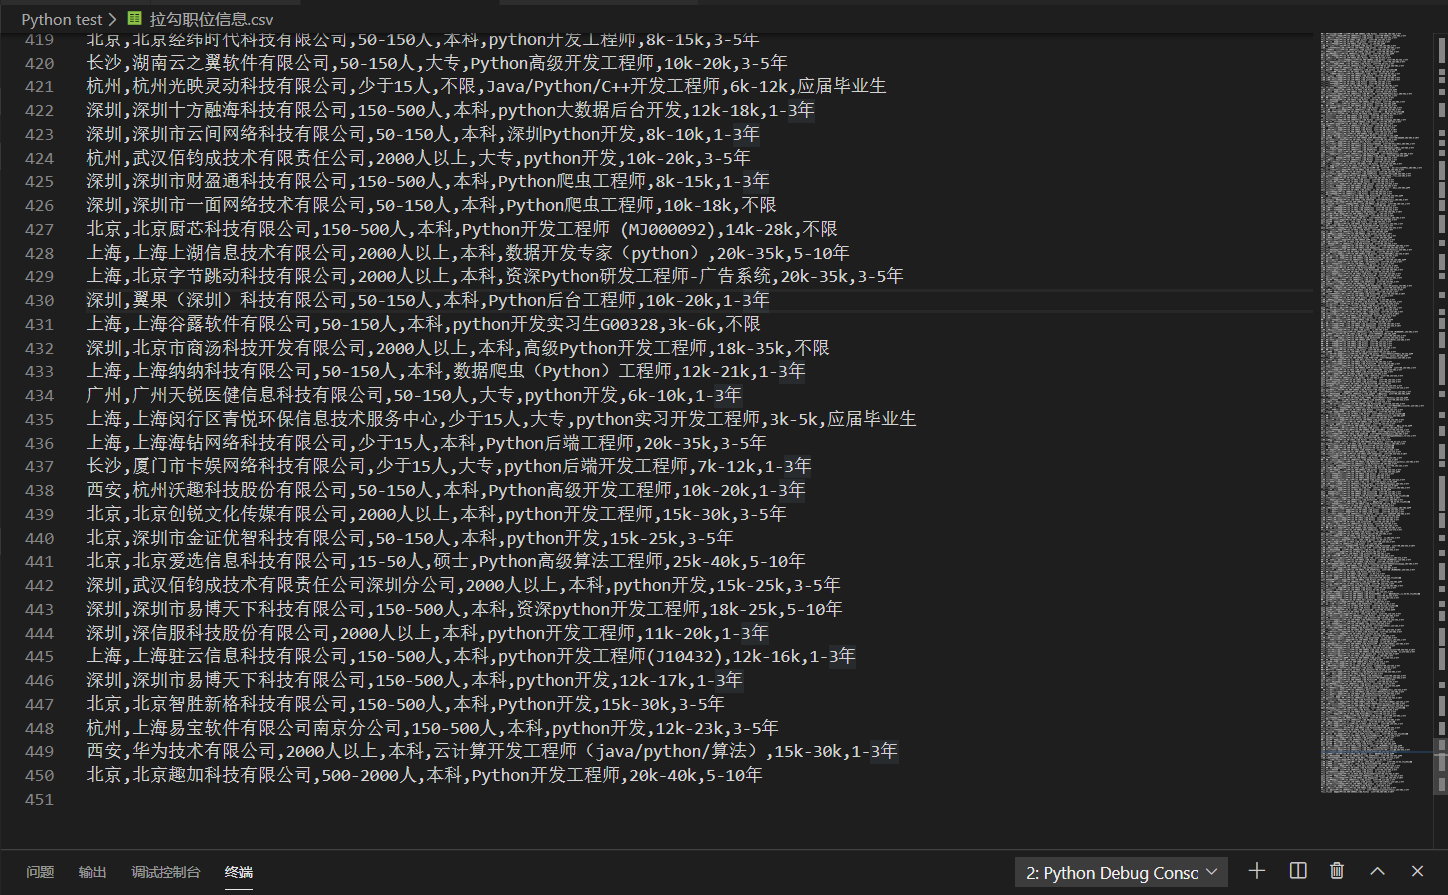 Python test > 拉勾职位信息.csv
419 北京,北京经纬时代科技有限公司,50-150人,本科,python开发工程师,8k-15k,3-5年
420 长沙,湖南云之翼软件有限公司,50-150人,大专,Python高级开发工程师,10k-20k,3-5年
421 杭州,杭州光映灵动科技有限公司,少于15人,不限,Java/Python/C++开发工程师,6k-12k,应届毕业生
422 深圳,深圳十方融海科技有限公司,150-500人,本科,python大数据后台开发,12k-18k,1-3年
423 深圳,深圳市云间网络科技有限公司,50-150人,本科,深圳Python开发,8k-10k,1-3年
424 杭州,武汉佰钧成技术有限责任公司,2000人以上,大专,python开发,10k-20k,3-5年
425 深圳,深圳市财盈通科技有限公司,150-500人,本科,Python爬虫工程师,8k-15k,1-3年
426 深圳,深圳市一面网络技术有限公司,50-150人,本科,Python爬虫工程师,10k-18k,不限
427 北京,北京厨芯科技有限公司,150-500人,本科,Python开发工程师 (MJ000092),14k-28k,不限
428 上海,上海上湖信息技术有限公司,2000人以上,本科,数据开发专家（python）,20k-35k,5-10年
429 上海,北京字节跳动科技有限公司,2000人以上,本科,资深Python研发工程师-广告系统,20k-35k,3-5年
430 深圳,翼果（深圳）科技有限公司,50-150人,本科,Python后台工程师,10k-20k,1-3年
431 上海,上海谷露软件有限公司,50-150人,本科,python开发实习生G00328,3k-6k,不限
432 深圳,北京市商汤科技开发有限公司,2000人以上,本科,高级Python开发工程师,18k-35k,不限
433 上海,上海纳纳科技有限公司,50-150人,本科,数据爬虫（Python）工程师,12k-21k,1-3年
434 广州,广州天锐医健信息科技有限公司,50-150人,大专,python开发,6k-10k,1-3年
435 上海,上海闵行区青悦环保信息技术服务中心,少于15人,大专,python实习开发工程师,3k-5k,应届毕业生
436 上海,上海海钻网络科技有限公司,少于15人,本科,Python后端工程师,20k-35k,3-5年
437 长沙,厦门市卡娱网络科技有限公司,少于15人,大专,python后端开发工程师,7k-12k,1-3年
438 西安,杭州沃趣科技股份有限公司,50-150人,本科,Python高级开发工程师,10k-20k,1-3年
439 北京,北京创锐文化传媒有限公司,2000人以上,本科,python开发工程师,15k-30k,3-5年
440 北京,深圳市金证优智科技有限公司,50-150人,本科,python开发,15k-25k,3-5年
441 北京,北京爱选信息科技有限公司,15-50人,硕士,Python高级算法工程师,25k-40k,5-10年
442 深圳,武汉佰钧成技术有限责任公司深圳分公司,2000人以上,本科,python开发,15k-25k,3-5年
443 深圳,深圳市易博天下科技有限公司,150-500人,本科,资深python开发工程师,18k-25k,5-10年
444 深圳,深信服科技股份有限公司,2000人以上,本科,python开发工程师,11k-20k,1-3年
445 上海,上海驻云信息科技有限公司,150-500人,本科,python开发工程师(J10432),12k-16k,1-3年
446 深圳,深圳市易博天下科技有限公司,150-500人,本科,python开发,12k-17k,1-3年
447 北京,北京智胜新格科技有限公司,150-500人,本科,Python开发,15k-30k,3-5年
448 杭州,上海易宝软件有限公司南京分公司,150-500人,本科,python开发,12k-23k,3-5年
449 西安,华为技术有限公司,2000人以上,本科,云计算开发工程师（java/python/算法）,15k-30k,1-3年
450 北京,北京趣加科技有限公司,500-2000人,本科,Python开发工程师,20k-40k,5-10年
451
问题 输出 调试控制台 终端 2: Python Debug Consc